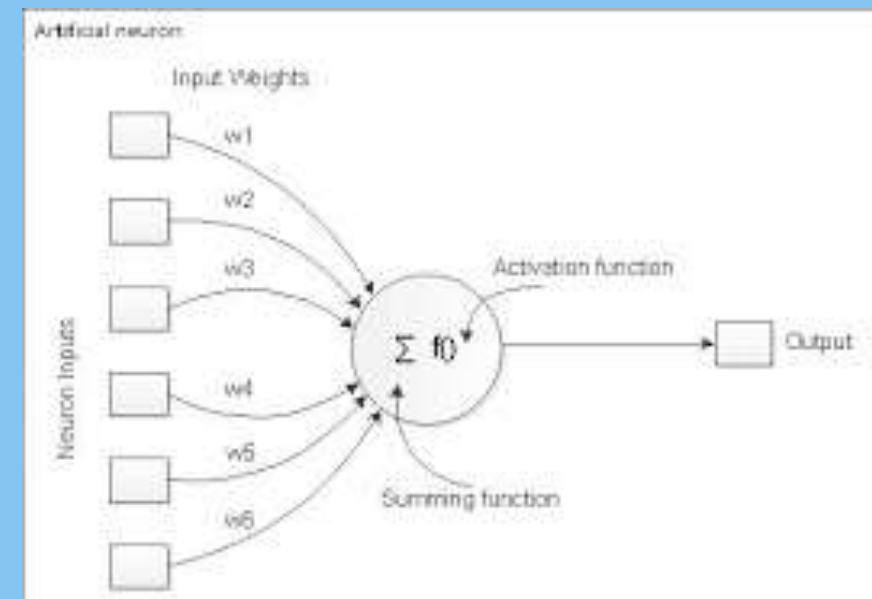 Artificial neuron
Input Weights
w1
w2
w3
Activation function
Σ f()
Output
Neuron Inputs
w4
w5
Summing function
w6